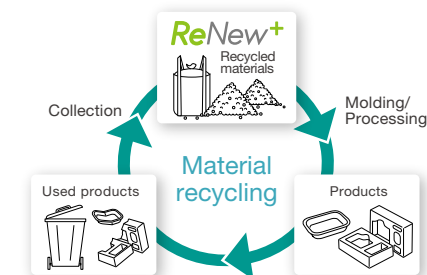 ReNew+
Recycled
materials
Collection
Molding/
Processing
Material
recycling
Used products
Products